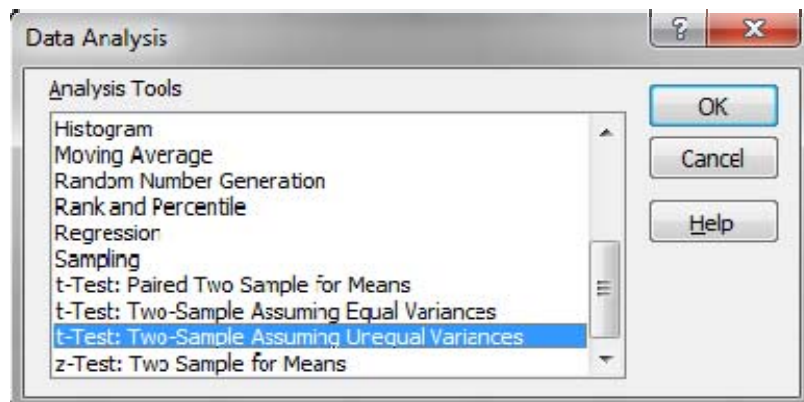 Data Analysis
?
Analysis Tools
Histogram
Moving Average
Random Number Generation
Rank and Percentile
Regression
Sampling
t-Test: Paired Two Sample for Means
t-Test: Two-Sample Assuming Equal Variances
t-Test: Two-Sample Assuming Unequal Variances
z-Test: Two Sample for Means
OK
Cancel
Help